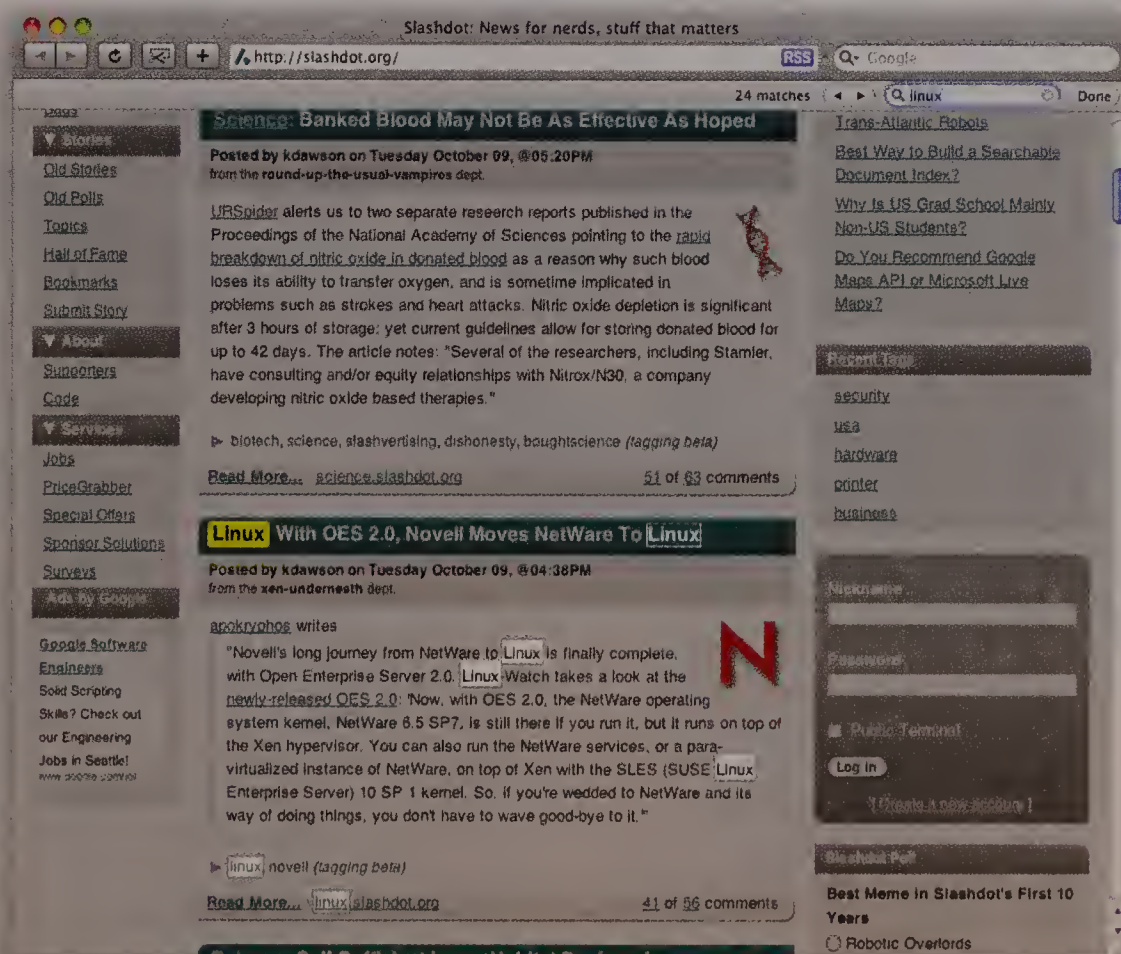 Slashdot: News for nerds, stuff that matters
http://slashdot.org/
RSS
Google
24 matches
linux
Done
▼ Stories
Old Stories
Old Polls
Topics
Hall of Fame
Bookmarks
Submit Story
▼ About
Supporters
Code
▼ Services
Jobs
PriceGrabber
Special Offers
Sponsor Solutions
Surveys
Ads by Google
Google Software
Engineers
Solid Scripting
Skills? Check out
our Engineering
Jobs in Seattle!
Science: Banked Blood May Not Be As Effective As Hoped
Posted by kdawson on Tuesday October 09, @05:20PM
from the round-up-the-usual-vampires dept.
URSpider alerts us to two separate research reports published in the
Proceedings of the National Academy of Sciences pointing to the rapid
breakdown of nitric oxide in donated blood as a reason why such blood
loses its ability to transfer oxygen, and is sometime implicated in
problems such as strokes and heart attacks. Nitric oxide depletion is significant
after 3 hours of storage: yet current guidelines allow for storing donated blood for
up to 42 days. The article notes: "Several of the researchers, including Stamler,
have consulting and/or equity relationships with Nitrox/N30, a company
developing nitric oxide based therapies."
biotech, science, slashvertising, dishonesty, boughtscience (tagging beta)
Read More... science.slashdot.org
51 of 63 comments
Linux With OES 2.0, Novell Moves NetWare To Linux
Posted by kdawson on Tuesday October 09, @04:38PM
from the xen-underneath dept.
apokryphos writes
"Novell's long journey from NetWare to Linux is finally complete,
with Open Enterprise Server 2.0. Linux-Watch takes a look at the
newly-released OES 2.0: 'Now, with OES 2.0, the NetWare operating
system kernel, NetWare 6.5 SP7, is still there if you run it, but it runs on top of
the Xen hypervisor. You can also run the NetWare services, or a para-
virtualized instance of NetWare, on top of Xen with the SLES (SUSE Linux
Enterprise Server) 10 SP 1 kernel. So, if you're wedded to NetWare and its
way of doing things, you don't have to wave good-bye to it."
linux, novell (tagging beta)
Read More... linux.slashdot.org
41 of 56 comments
Trans-Atlantic Robots
Best Way to Build a Searchable
Document Index?
Why Is US Grad School Mainly
Non-US Students?
Do You Recommend Google
Maps API or Microsoft Live
Maps?
Recent Tags
security
usa
hardware
printer
business
Nickname
Password
Public Terminal
Log in
[ Create a new account ]
Slashdot Poll
Best Meme in Slashdot's First 10
Years
Robotic Overlords